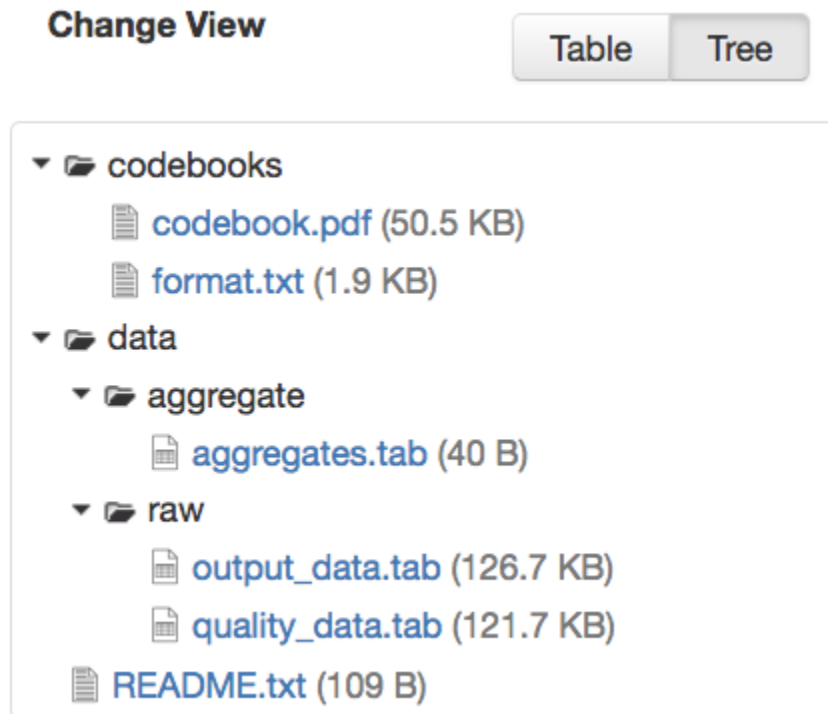 Change View
Table Tree
codebooks
codebook.pdf (50.5 KB)
format.txt (1.9 KB)
data
aggregate
aggregates.tab (40 B)
raw
output_data.tab (126.7 KB)
quality_data.tab (121.7 KB)
README.txt (109 B)